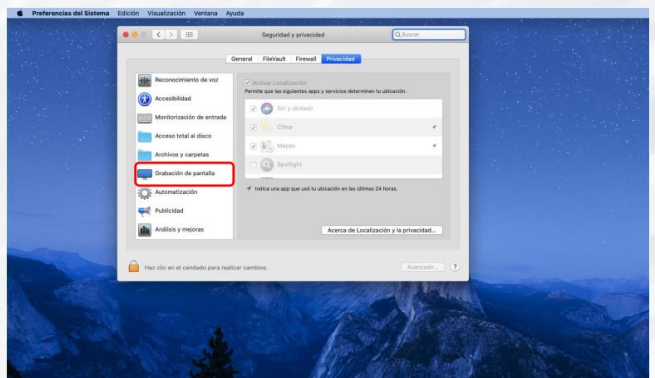 Preferencias del Sistema Edición Visualización Ventana Ayuda
Seguridad y privacidad
Buscar
General FileVault Firewall Privacidad
Reconocimiento de voz
Accesibilidad
Monitorización de entrada
Acceso total al disco
Archivos y carpetas
Grabación de pantalla
Automatización
Publicidad
Análisis y mejoras
Activar Localización
Permite que las siguientes apps y servicios determinen tu ubicación.
Siri y dictado
Clima
Mapas
Spotlight
Indica una app que usó tu ubicación en las últimas 24 horas.
Acerca de Localización y la privacidad...
Haz clic en el candado para realizar cambios.
Avanzado... ?